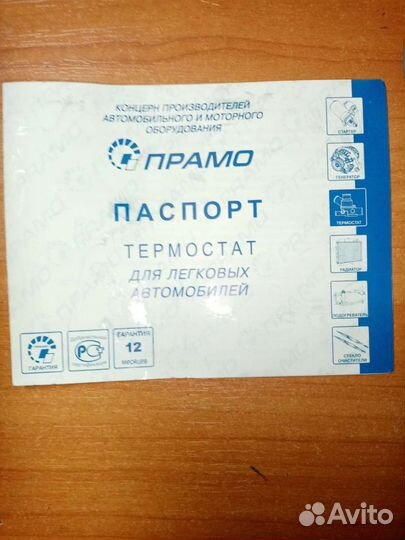 КОНЦЕРН ПРОИЗВОДИТЕЛЕЙ
АВТОМОБИЛЬНОГО И МОТОРНОГО
ОБОРУДОВАНИЯ
ПРАМО
ПАСПОРТ
ТЕРМОСТАТ
ДЛЯ ЛЕГКОВЫХ
АВТОМОБИЛЕЙ
СТАРТЕР
ГЕНЕРАТОР
ТЕРМОСТАТ
РАДИАТОР
ПОДОГРЕВАТЕЛЬ
СТЕКЛО
ОЧИСТИТЕЛИ
ГАРАНТИЯ
РС
ГАРАНТИЯ
12
МЕСЯЦЕВ
Avito